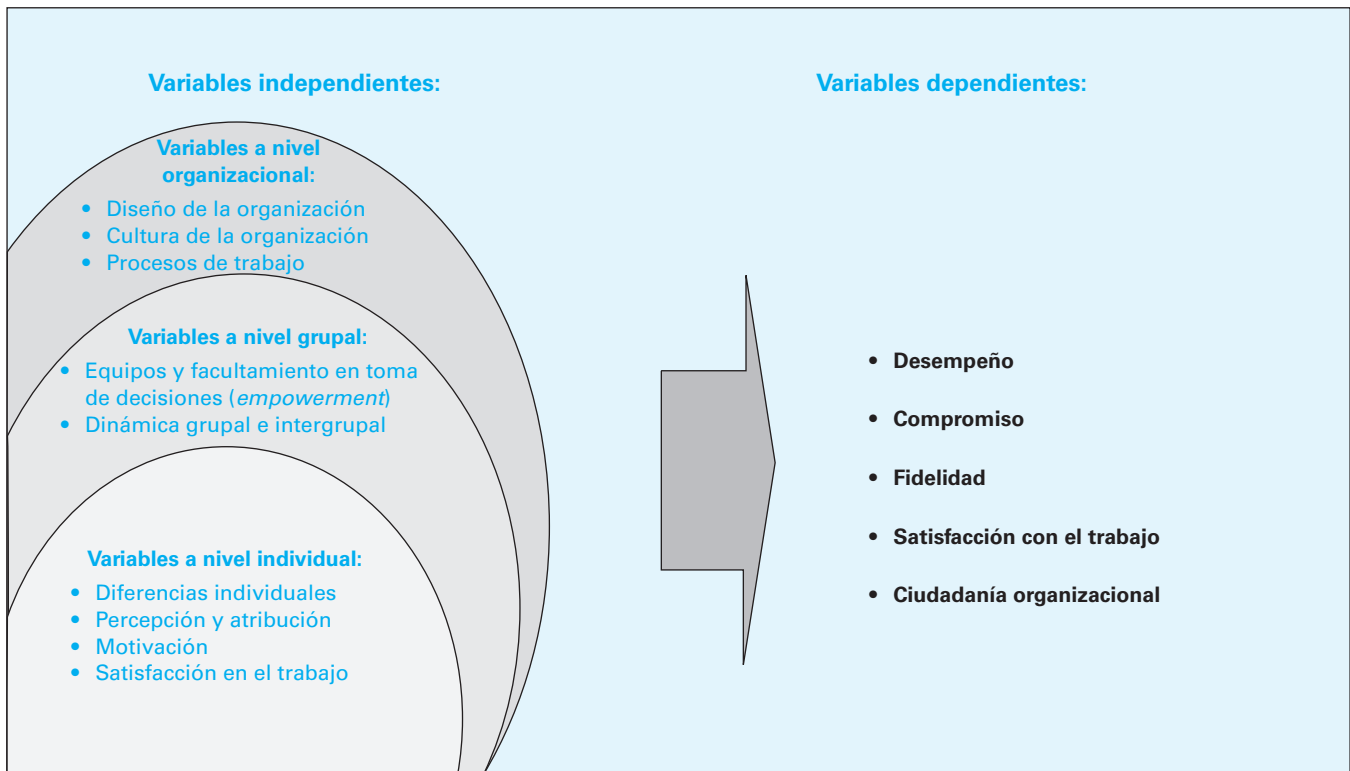 Variables independientes:
Variables a nivel
organizacional:
• Diseño de la organización
• Cultura de la organización
• Procesos de trabajo
Variables a nivel grupal:
• Equipos y facultamiento en toma
de decisiones (empowerment)
• Dinámica grupal e intergrupal
Variables a nivel individual:
• Diferencias individuales
• Percepción y atribución
• Motivación
• Satisfacción en el trabajo
Variables dependientes:
• Desempeño
• Compromiso
• Fidelidad
• Satisfacción con el trabajo
• Ciudadanía organizacional